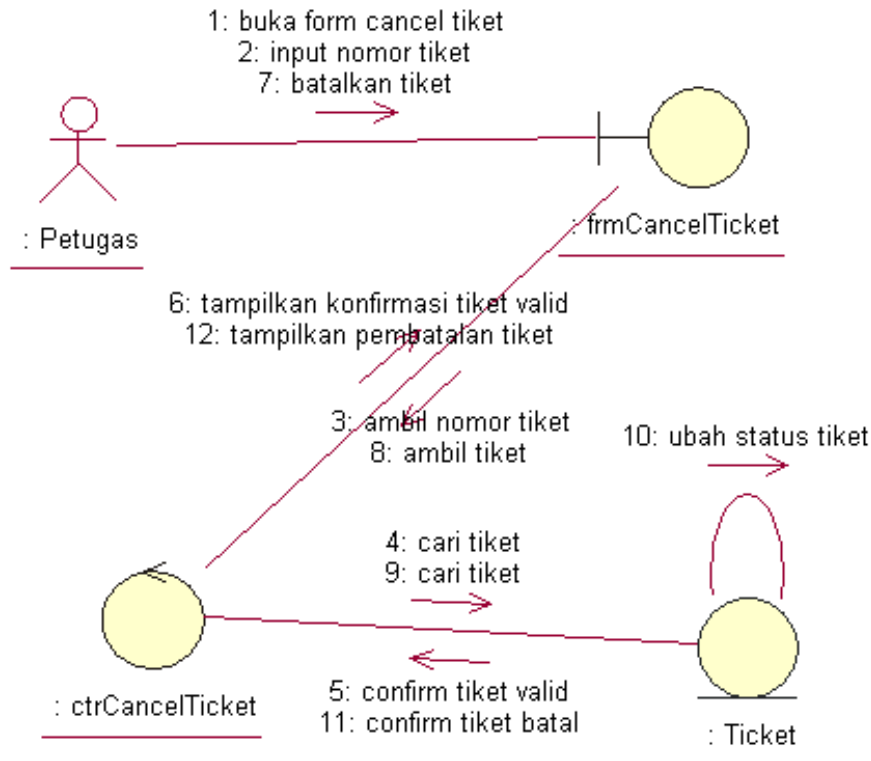 1: buka form cancel tiket
2: input nomor tiket
7: batalkan tiket
: Petugas
: frmCancelTicket
6: tampilkan konfirmasi tiket valid
12: tampilkan pembatalan tiket
3: ambil nomor tiket
8: ambil tiket
10: ubah status tiket
4: cari tiket
9: cari tiket
: ctrCancelTicket
5: confirm tiket valid
11: confirm tiket batal
: Ticket